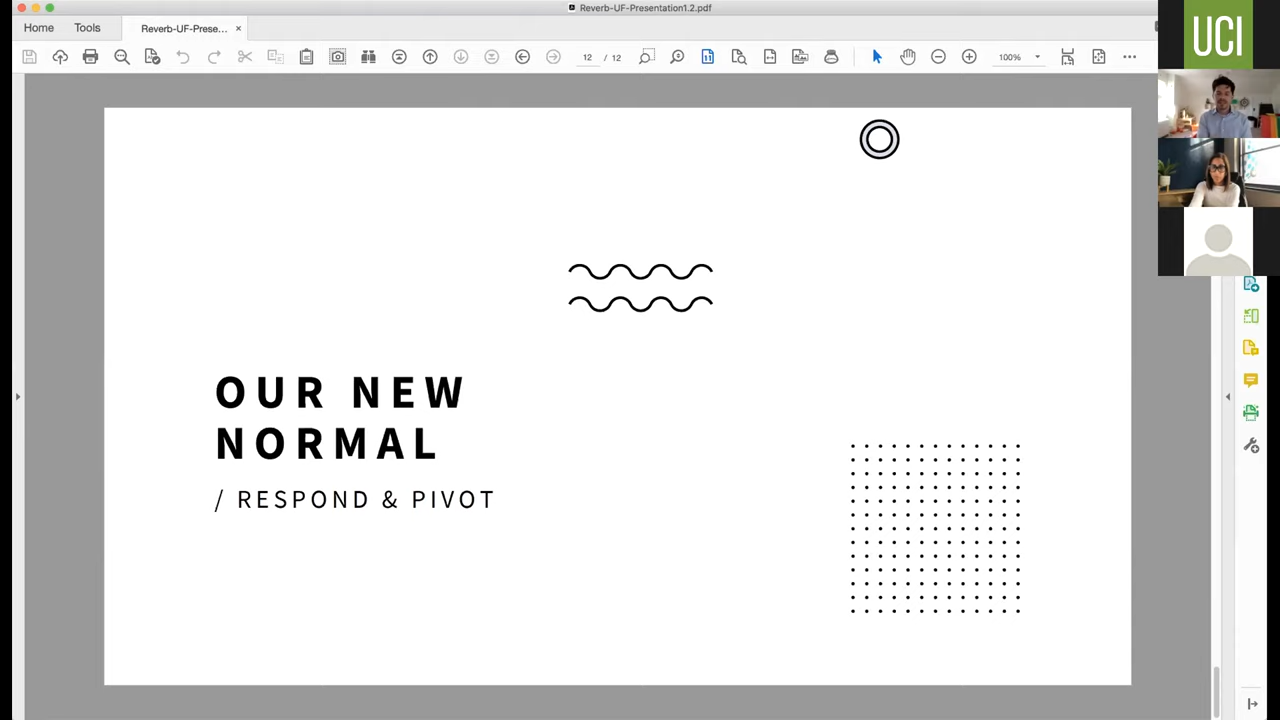 Reverb-UF-Presentation1.2.pdf
Home
Tools
Reverb-UF-Prese...
12 / 12
100%
UCI
OUR NEW
NORMAL
/ RESPOND & PIVOT